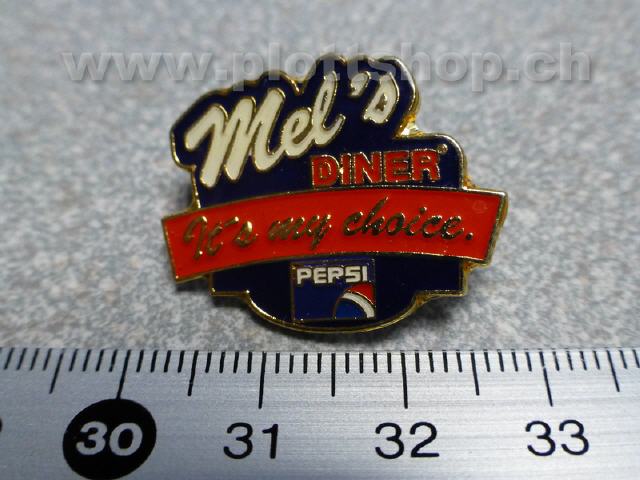 www.plottshop.ch
Mel's
DINER®
It's my choice.
PEPSI
30 31 32 33